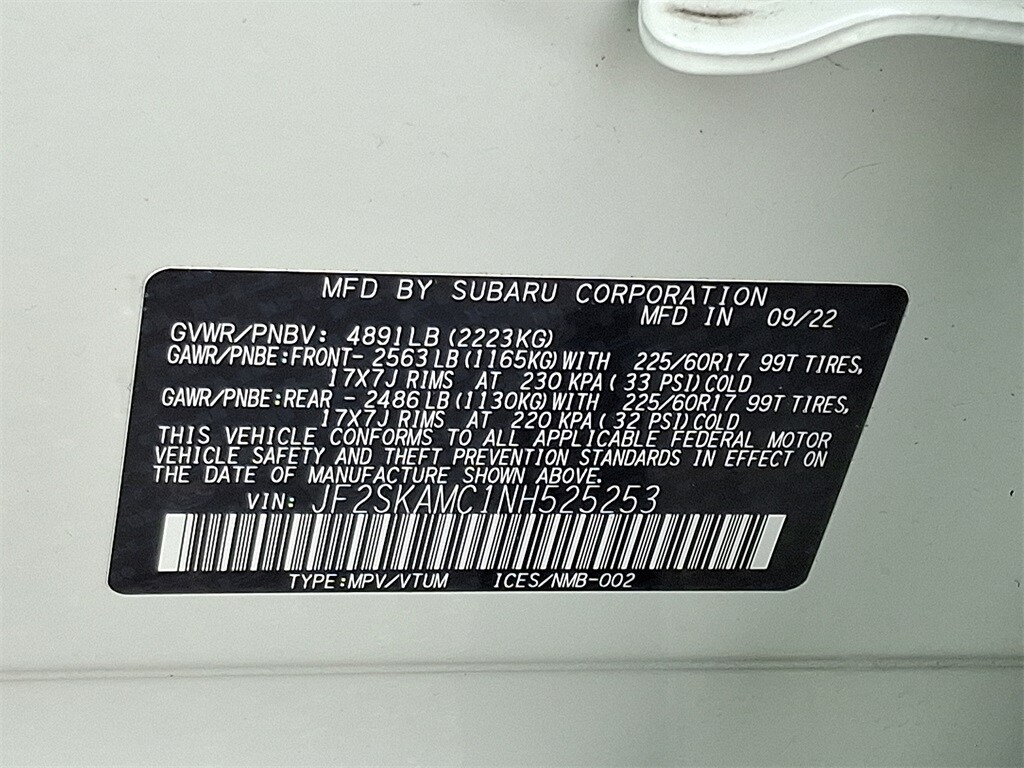 MFD BY SUBARU CORPORATION
MFD IN 09/22
GVWR/PNBV: 4891LB (2223KG)
GAWR/PNBE:FRONT- 2563LB (1165KG) WITH 225/60R17 99T TIRES,
17X7J RIMS AT 230 KPA ( 33 PSI) COLD
GAWR/PNBE:REAR - 2486LB (1130KG) WITH 225/60R17 99T TIRES,
17X7J RIMS AT 220 KPA ( 32 PSI) COLD
THIS VEHICLE CONFORMS TO ALL APPLICABLE FEDERAL MOTOR
VEHICLE SAFETY AND THEFT PREVENTION STANDARDS IN EFFECT ON
THE DATE OF MANUFACTURE SHOWN ABOVE.
VIN: JF2SKAMC1NH525253
TYPE:MPV/VTUM ICES/NMB-002